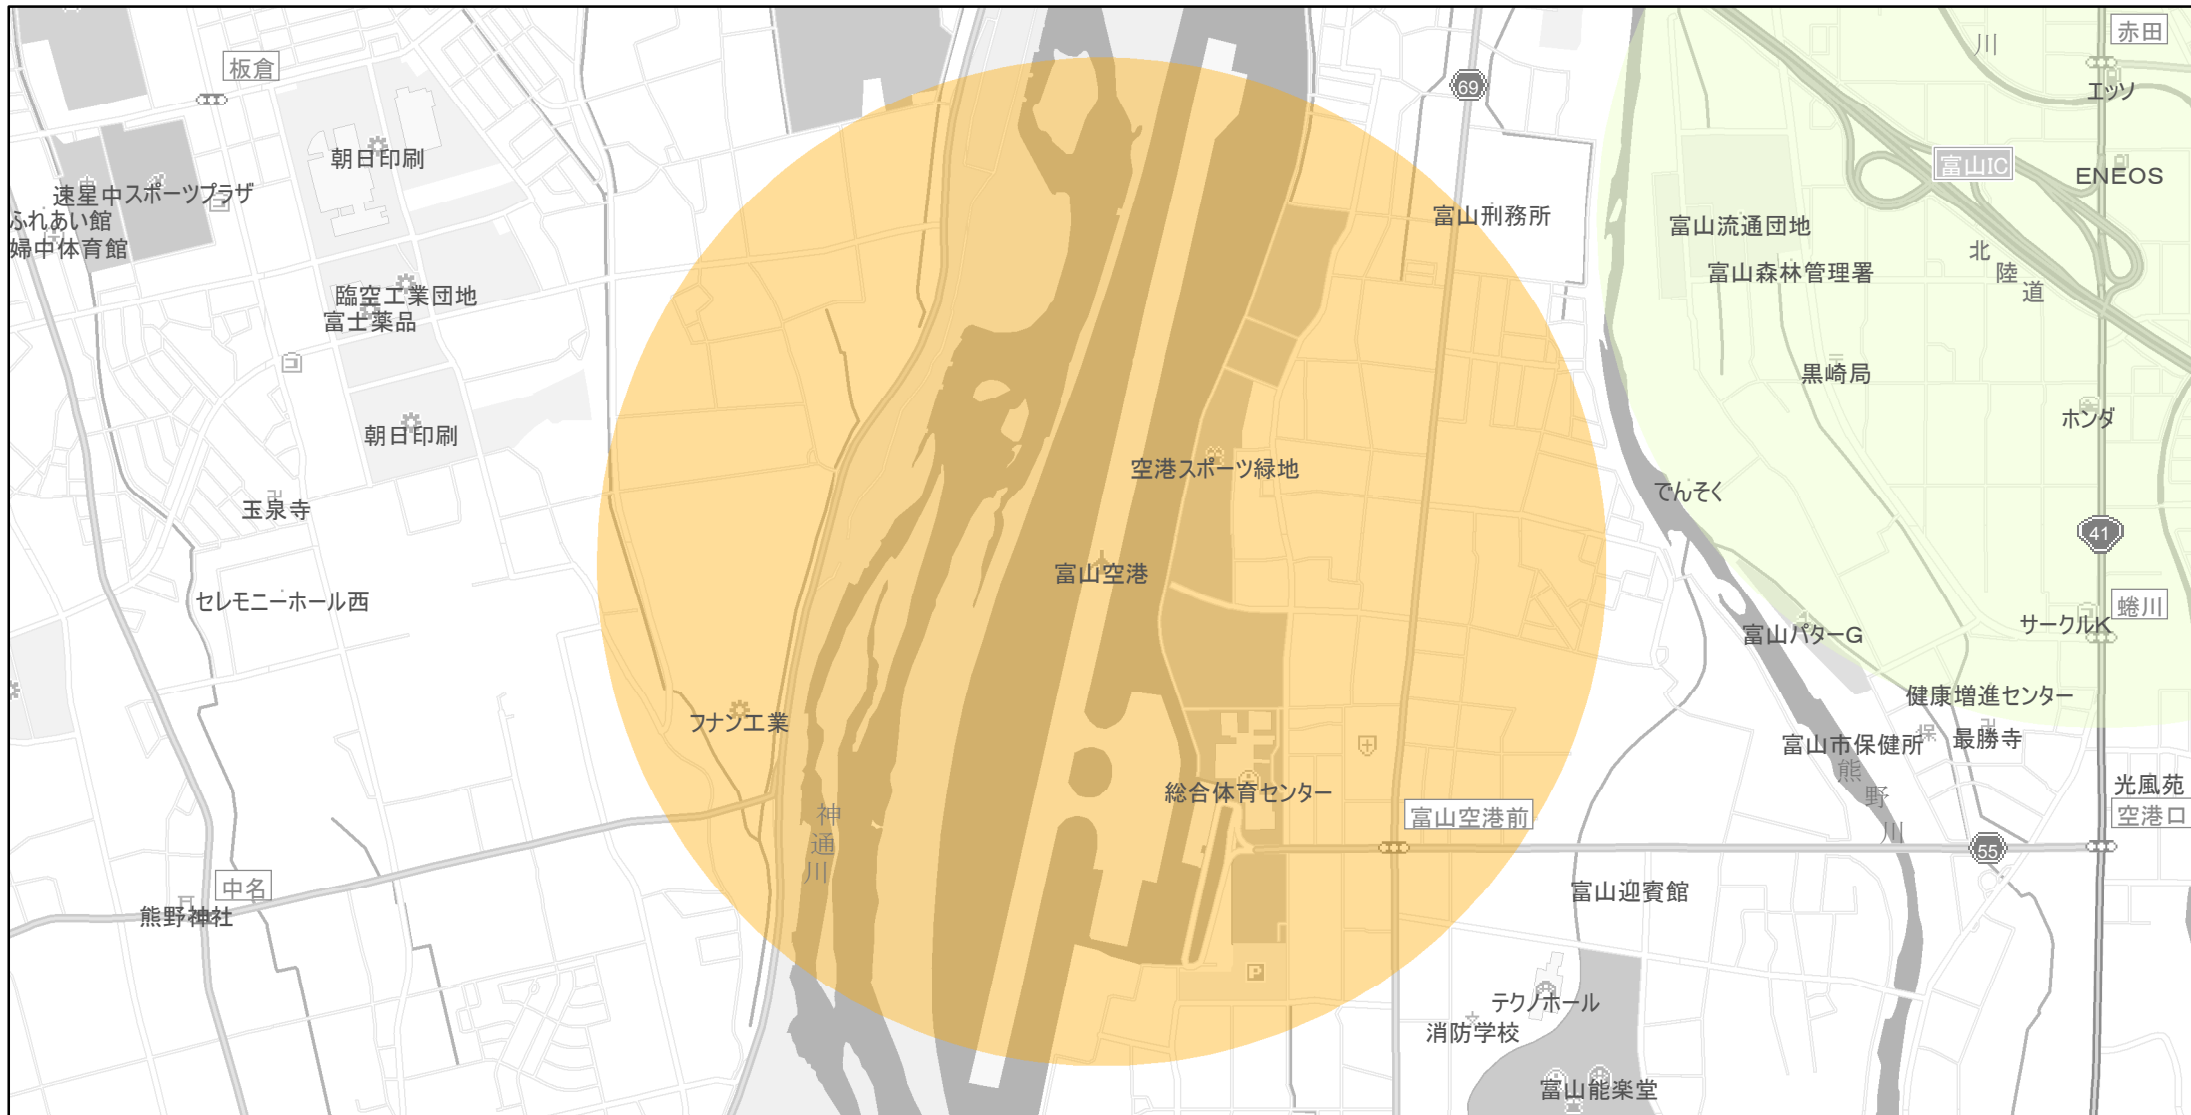 赤田
川
板倉
69
エッソ
朝日印刷
富山IC
ENEOS
速星中スポーツプラザ
ふれあい館
婦中体育館
富山刑務所
富山流通団地
富山森林管理署
北陸道
臨空工業団地
富士薬品
黒崎局
ホンダ
朝日印刷
空港スポーツ緑地
でんそく
玉泉寺
41
富山空港
セレモニーホール西
蜷川
サークルK
富山パターG
健康増進センター
フナン工業
富山市保健所
保
最勝寺
熊野川
総合体育センター
光風苑
富山空港前
空港口
神通川
55
中名
富山迎賓館
熊野神社
P
テクノホール
消防学校
富山能楽堂